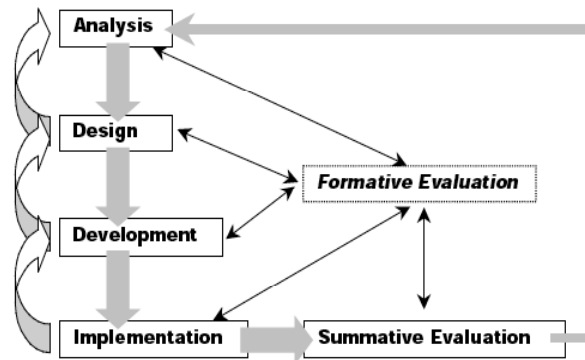 Analysis
Design
Formative Evaluation
Development
Implementation
Summative Evaluation